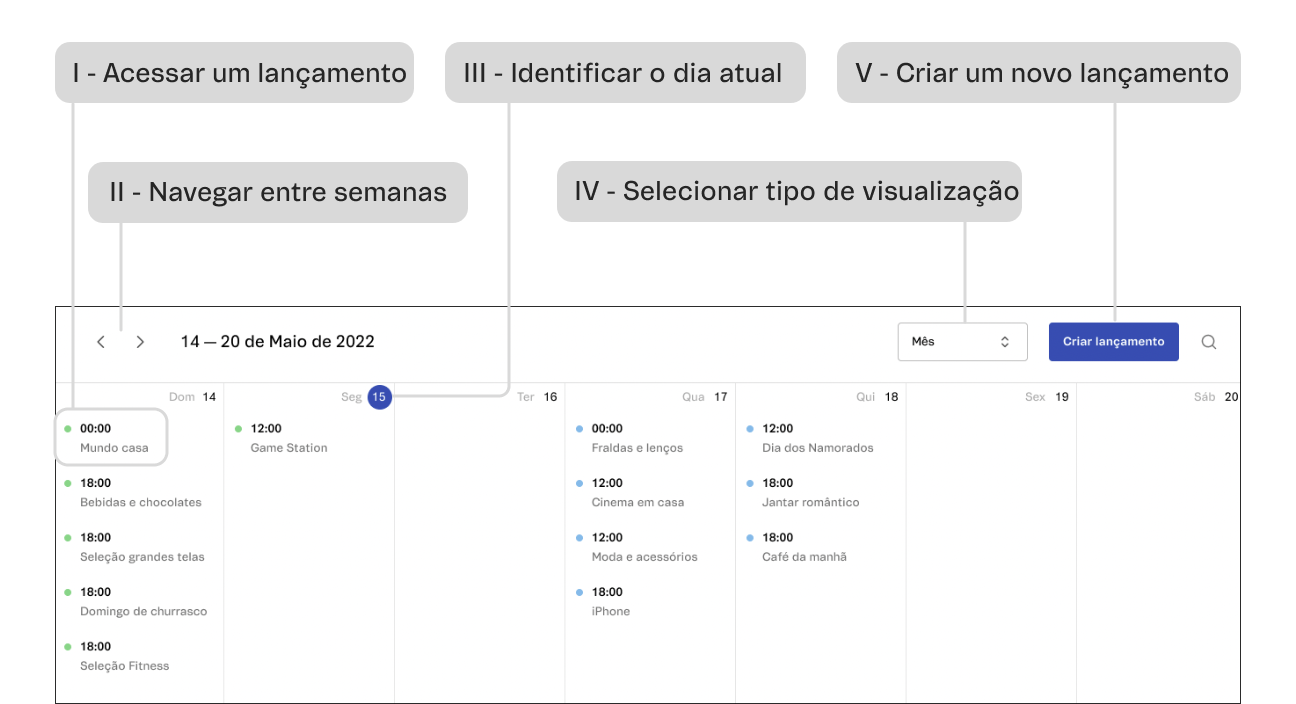 I - Acessar um lançamento
III - Identificar o dia atual
V - Criar um novo lançamento
II - Navegar entre semanas
IV - Selecionar tipo de visualização
14 — 20 de Maio de 2022
Mês
Criar lançamento
Dom 14
Seg 15
Ter 16
Qua 17
Qui 18
Sex 19
Sáb 20
00:00
Mundo casa
18:00
Bebidas e chocolates
18:00
Seleção grandes telas
18:00
Domingo de churrasco
18:00
Seleção Fitness
12:00
Game Station
00:00
Fraldas e lenços
12:00
Cinema em casa
12:00
Moda e acessórios
18:00
iPhone
12:00
Dia dos Namorados
18:00
Jantar romântico
18:00
Café da manhã